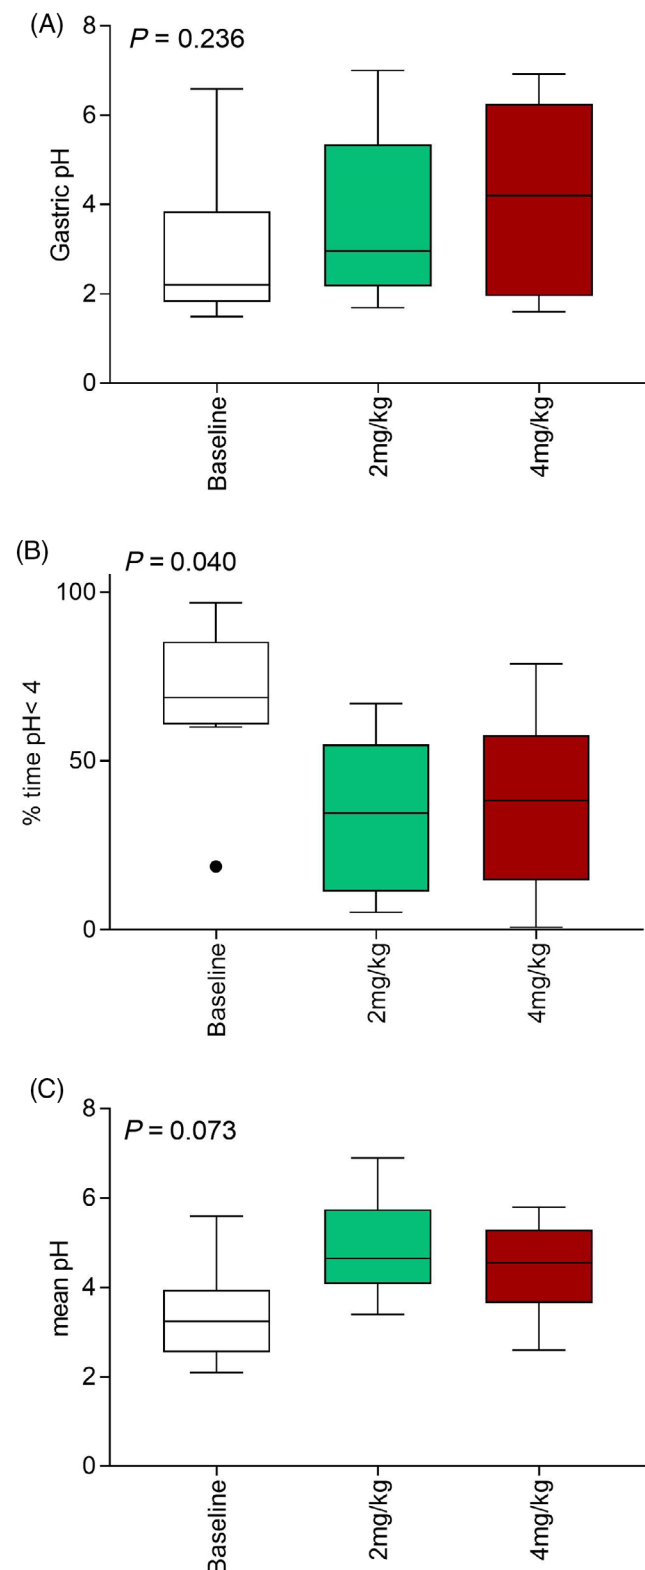 (A)
P = 0.236
8
6
4
2
0
Gastric pH
Baseline
2mg/kg
4mg/kg
(B)
P = 0.040
100
50
0
% time pH< 4
Baseline
2mg/kg
4mg/kg
(C)
P = 0.073
8
6
4
2
0
mean pH
Baseline
2mg/kg
4mg/kg